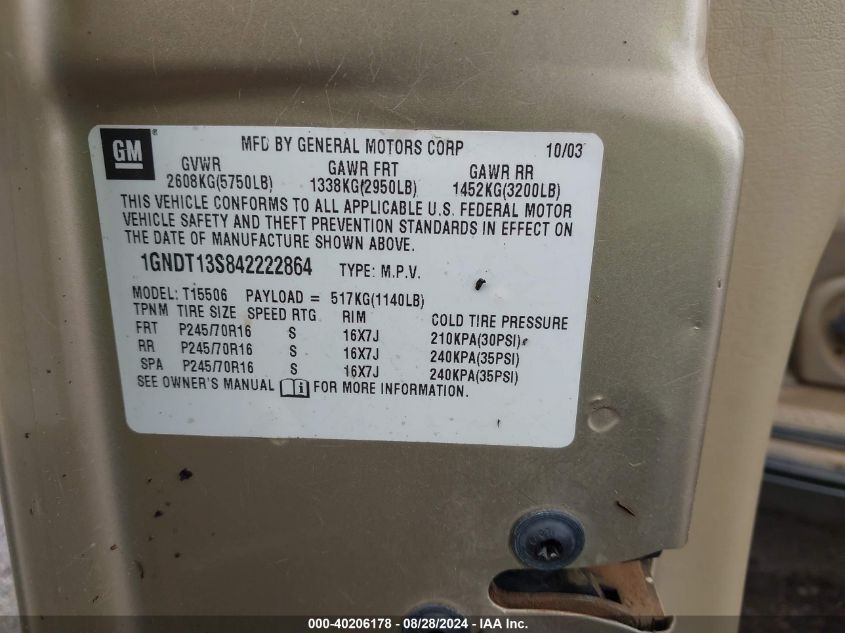 GM ® MFD BY GENERAL MOTORS CORP 10/03
GVWR GAWR FRT GAWR RR
2608KG(5750LB) 1338KG(2950LB) 1452KG(3200LB)
THIS VEHICLE CONFORMS TO ALL APPLICABLE U.S. FEDERAL MOTOR
VEHICLE SAFETY AND THEFT PREVENTION STANDARDS IN EFFECT ON
THE DATE OF MANUFACTURE SHOWN ABOVE.
1GNDT13S842222864 TYPE: M.P.V.
MODEL: T15506 PAYLOAD = 517KG(1140LB)
TPNM TIRE SIZE SPEED RTG RIM COLD TIRE PRESSURE
FRT P245/70R16 S 16X7J 210KPA(30PSI)
RR P245/70R16 S 16X7J 240KPA(35PSI)
SPA P245/70R16 S 16X7J 240KPA(35PSI)
SEE OWNER'S MANUAL i FOR MORE INFORMATION.
000-40206178 - 08/28/2024 - IAA Inc.